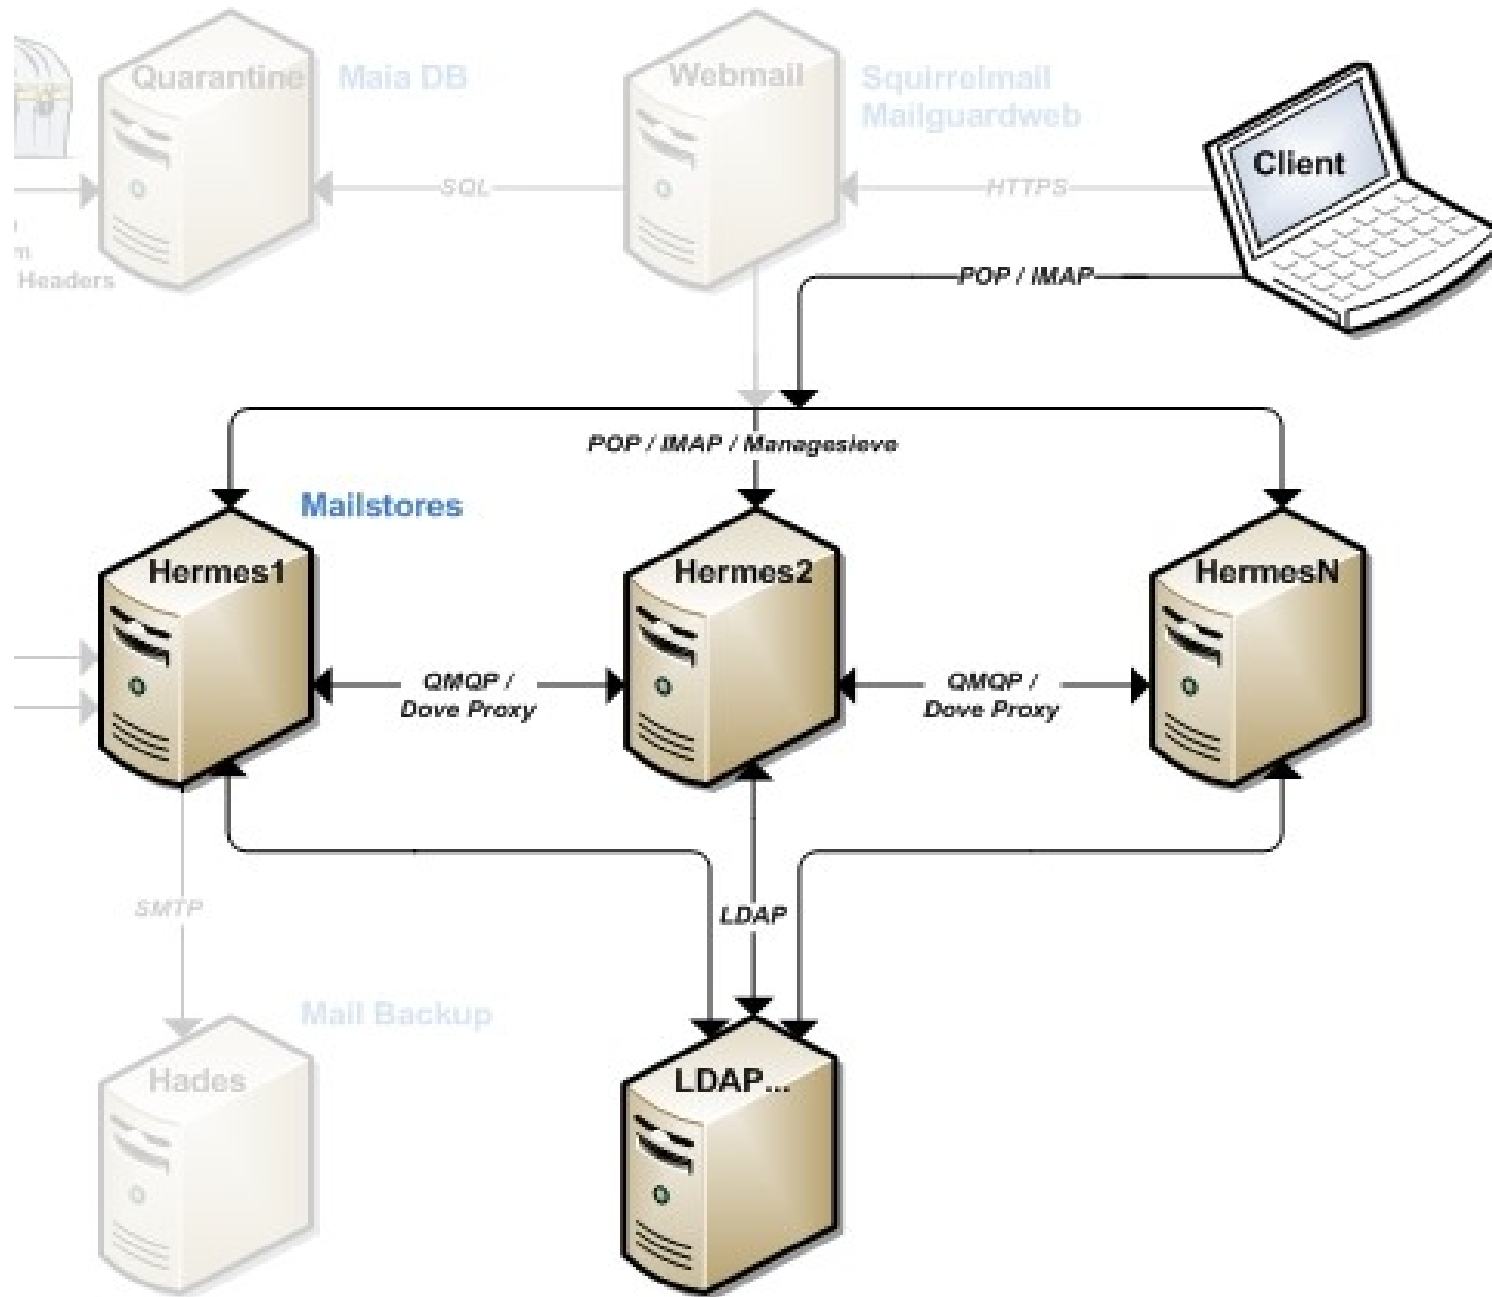 Quarantine
Maia DB
Webmail
Squirrelmail
Mailguardweb
Client
SQL
HTTPS
Headers
POP / IMAP
POP / IMAP / Managesieve
Mailstores
Hermes1
Hermes2
HermesN
QMQP /
Dove Proxy
QMQP /
Dove Proxy
SMTP
LDAP
Mail Backup
Hades
LDAP...